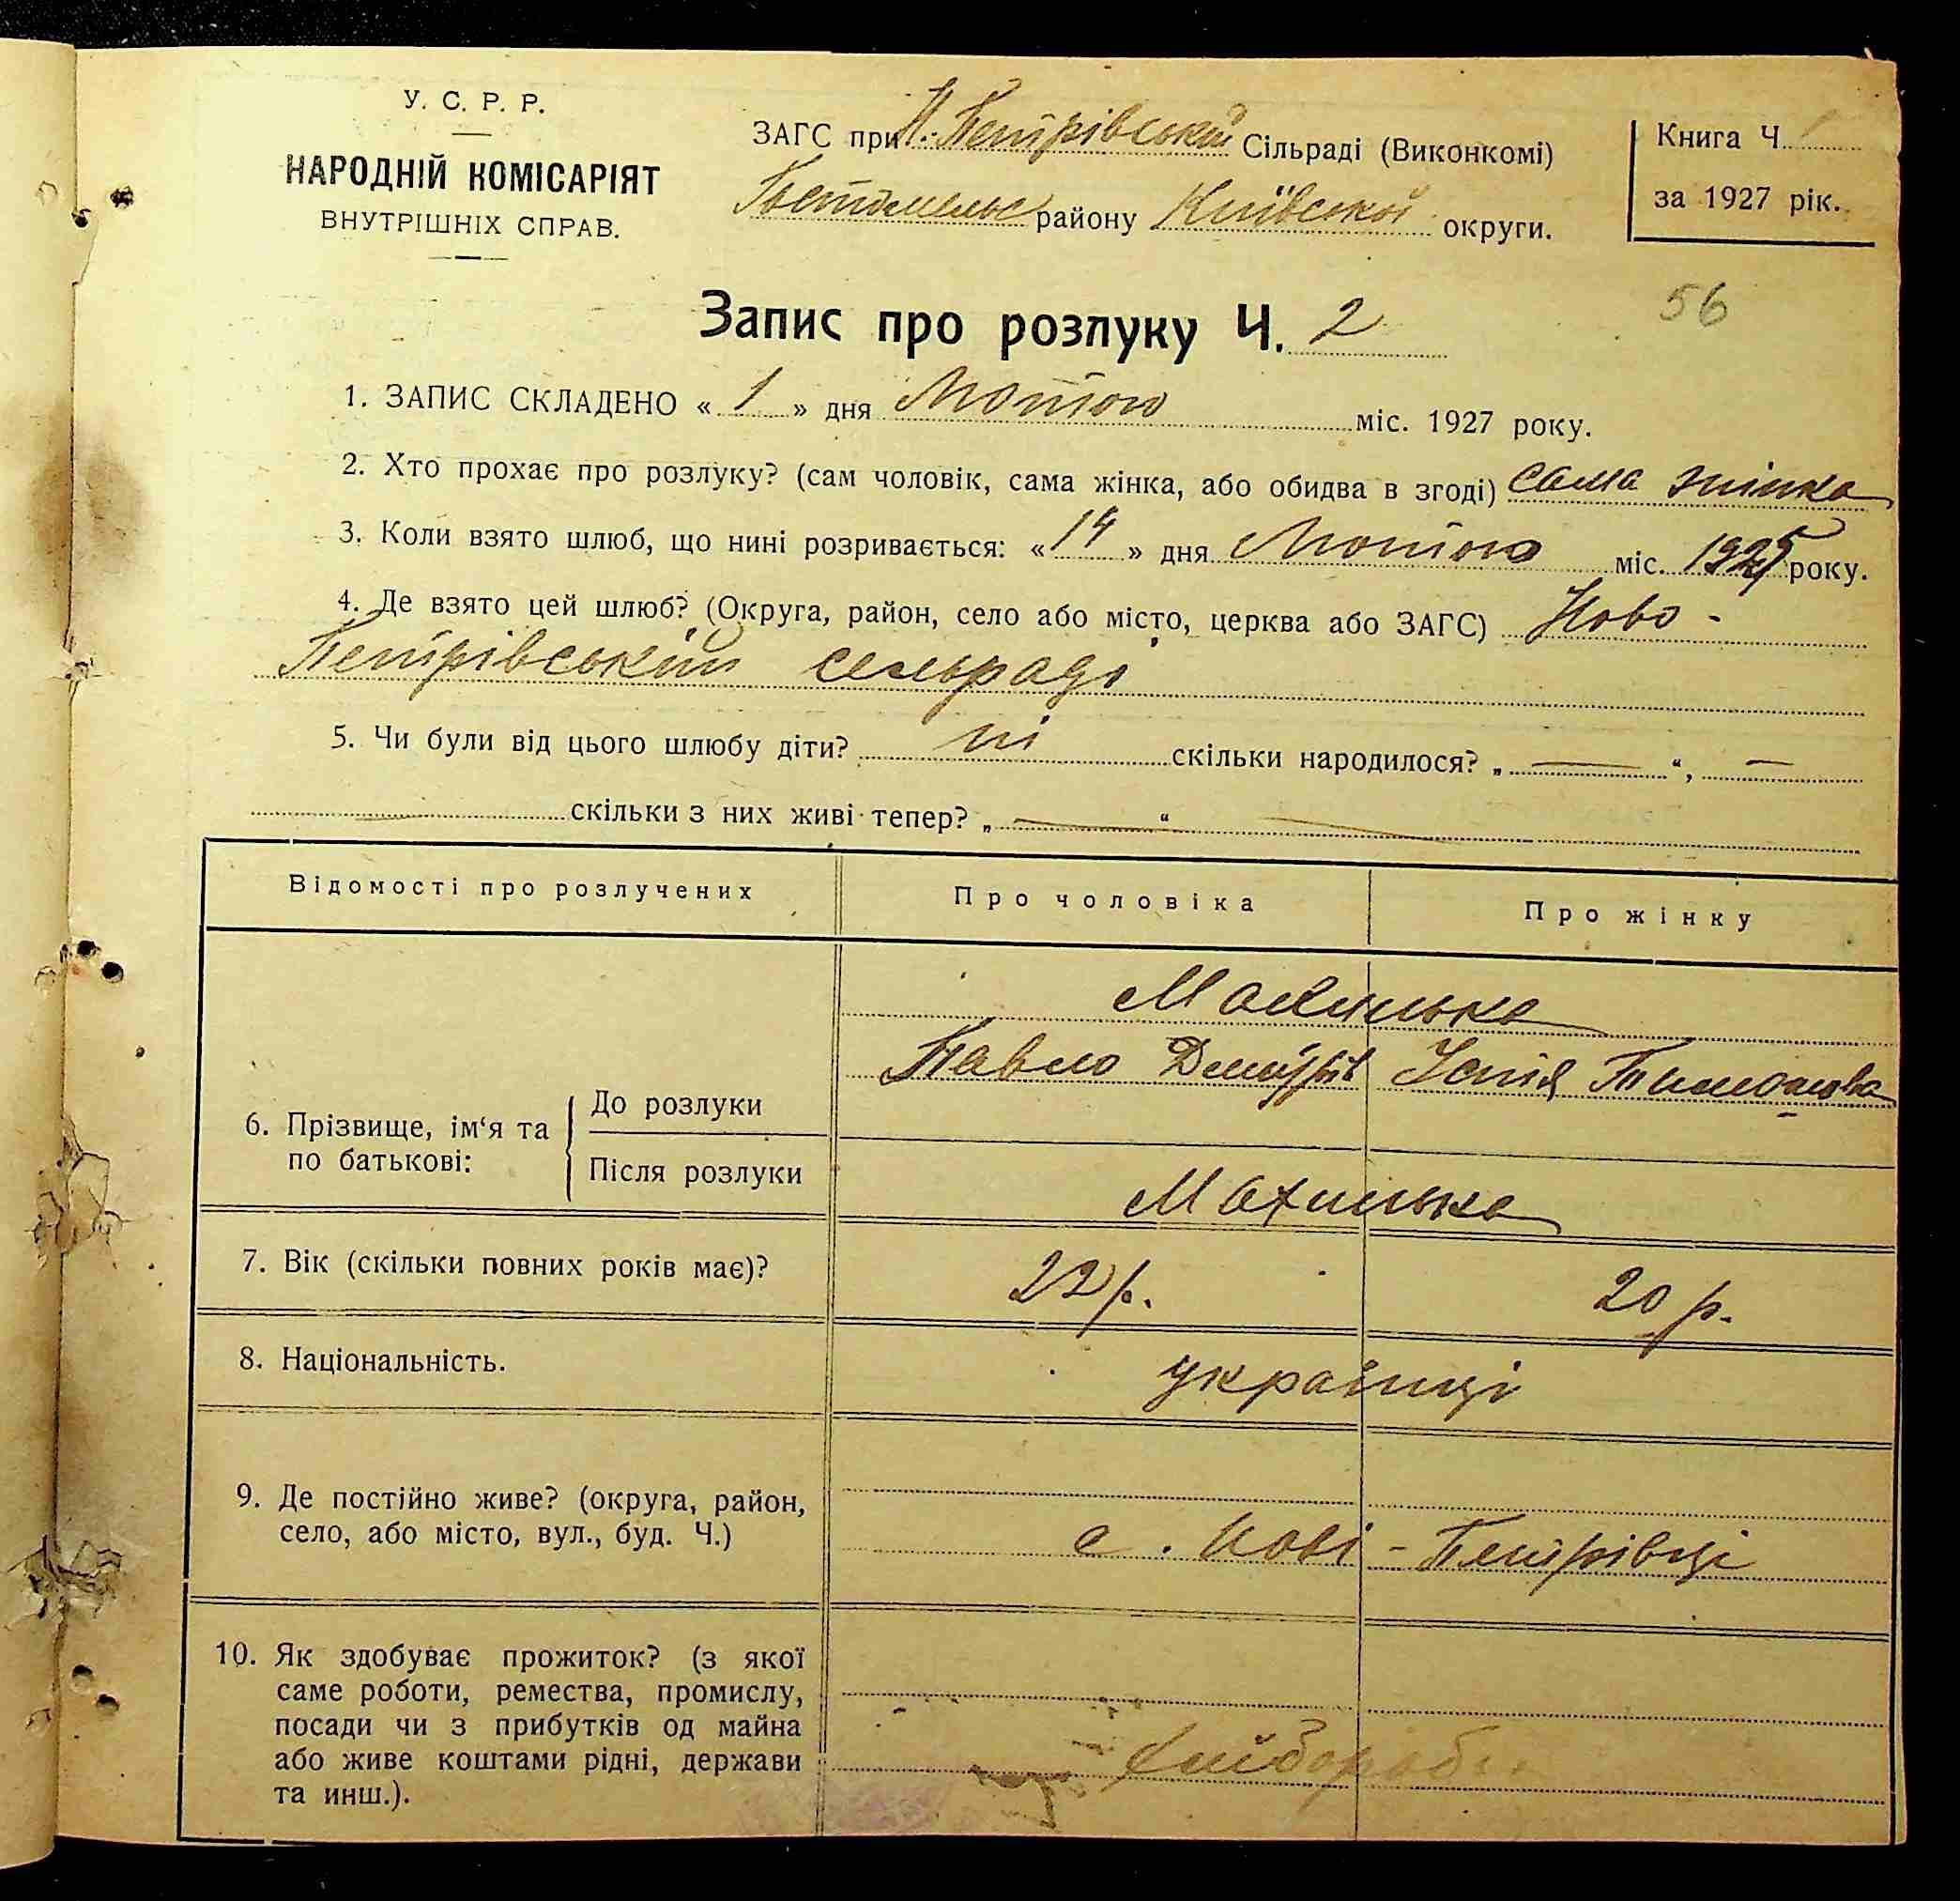 У. С. Р. Р.
НАРОДНІЙ КОМІСАРІЯТ
ВНУТРІШНІХ СПРАВ.
ЗАГС при Н.-Петрівській Сільраді (Виконкомі)
Гостомельс району Київської округи.
Книга Ч.
за 1927 рік.
56
Запис про розлуку Ч. 2
1. ЗАПИС СКЛАДЕНО « 1 » дня Лютого міс. 1927 року.
2. Хто прохає про розлуку? (сам чоловік, сама жінка, або обидва в згоді) сама жінка
3. Коли взято шлюб, що нині розривається: « 14 » дня Лютого міс. 1925 року.
4. Де взято цей шлюб? (Округа, район, село або місто, церква або ЗАГС) Ново-
Петрівській сельраді
5. Чи були від цього шлюбу діти? ні скільки народилося? „ — “, —
скільки з них живі тепер? „ — “
Відомості про розлучених Про чоловіка Про жінку
6. Прізвище, ім‘я та по батькові:
До розлуки
Махинько
Павло Дмитрів Юстія
Після розлуки
Махинько
7. Вік (скільки повних років має)? 22 р. 20 р.
8. Національність. українці
9. Де постійно живе? (округа, район,
село, або місто, вул., буд. Ч.) с. Нові-Петрівці
10. Як здобуває прожиток? (з якої
саме роботи, ремества, промислу,
посади чи з прибутків од майна
або живе коштами рідні, держави
та инш.).